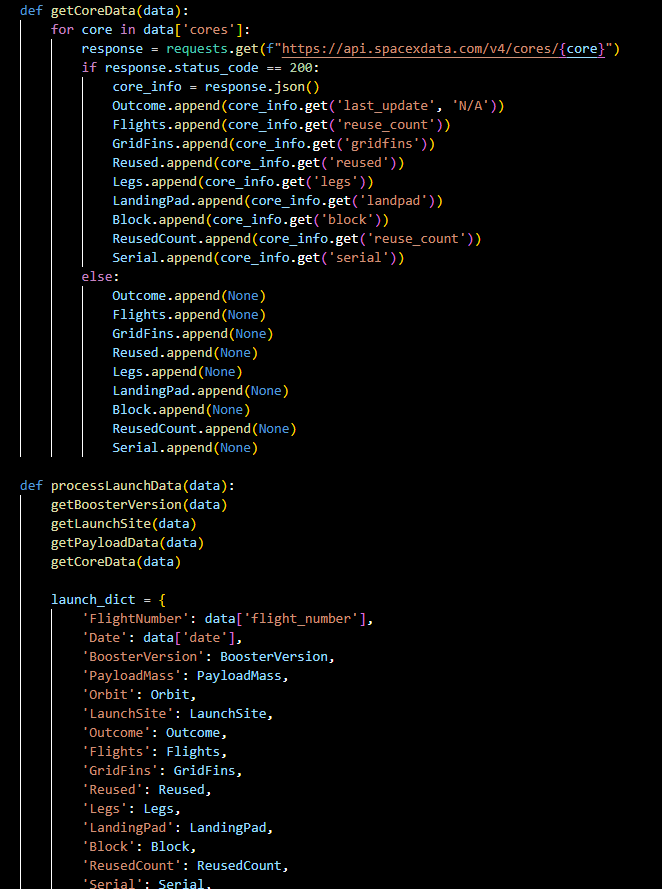 def getCoreData(data):
    for core in data['cores']:
        response = requests.get(f"https://api.spacexdata.com/v4/cores/{core}")
        if response.status_code == 200:
            core_info = response.json()
            Outcome.append(core_info.get('last_update', 'N/A'))
            Flights.append(core_info.get('reuse_count'))
            GridFins.append(core_info.get('gridfins'))
            Reused.append(core_info.get('reused'))
            Legs.append(core_info.get('legs'))
            LandingPad.append(core_info.get('landpad'))
            Block.append(core_info.get('block'))
            ReusedCount.append(core_info.get('reuse_count'))
            Serial.append(core_info.get('serial'))
        else:
            Outcome.append(None)
            Flights.append(None)
            GridFins.append(None)
            Reused.append(None)
            Legs.append(None)
            LandingPad.append(None)
            Block.append(None)
            ReusedCount.append(None)
            Serial.append(None)

def processLaunchData(data):
    getBoosterVersion(data)
    getLaunchSite(data)
    getPayloadData(data)
    getCoreData(data)

    launch_dict = {
        'FlightNumber': data['flight_number'],
        'Date': data['date'],
        'BoosterVersion': BoosterVersion,
        'PayloadMass': PayloadMass,
        'Orbit': Orbit,
        'LaunchSite': LaunchSite,
        'Outcome': Outcome,
        'Flights': Flights,
        'GridFins': GridFins,
        'Reused': Reused,
        'Legs': Legs,
        'LandingPad': LandingPad,
        'Block': Block,
        'ReusedCount': ReusedCount,
        'Serial': Serial,